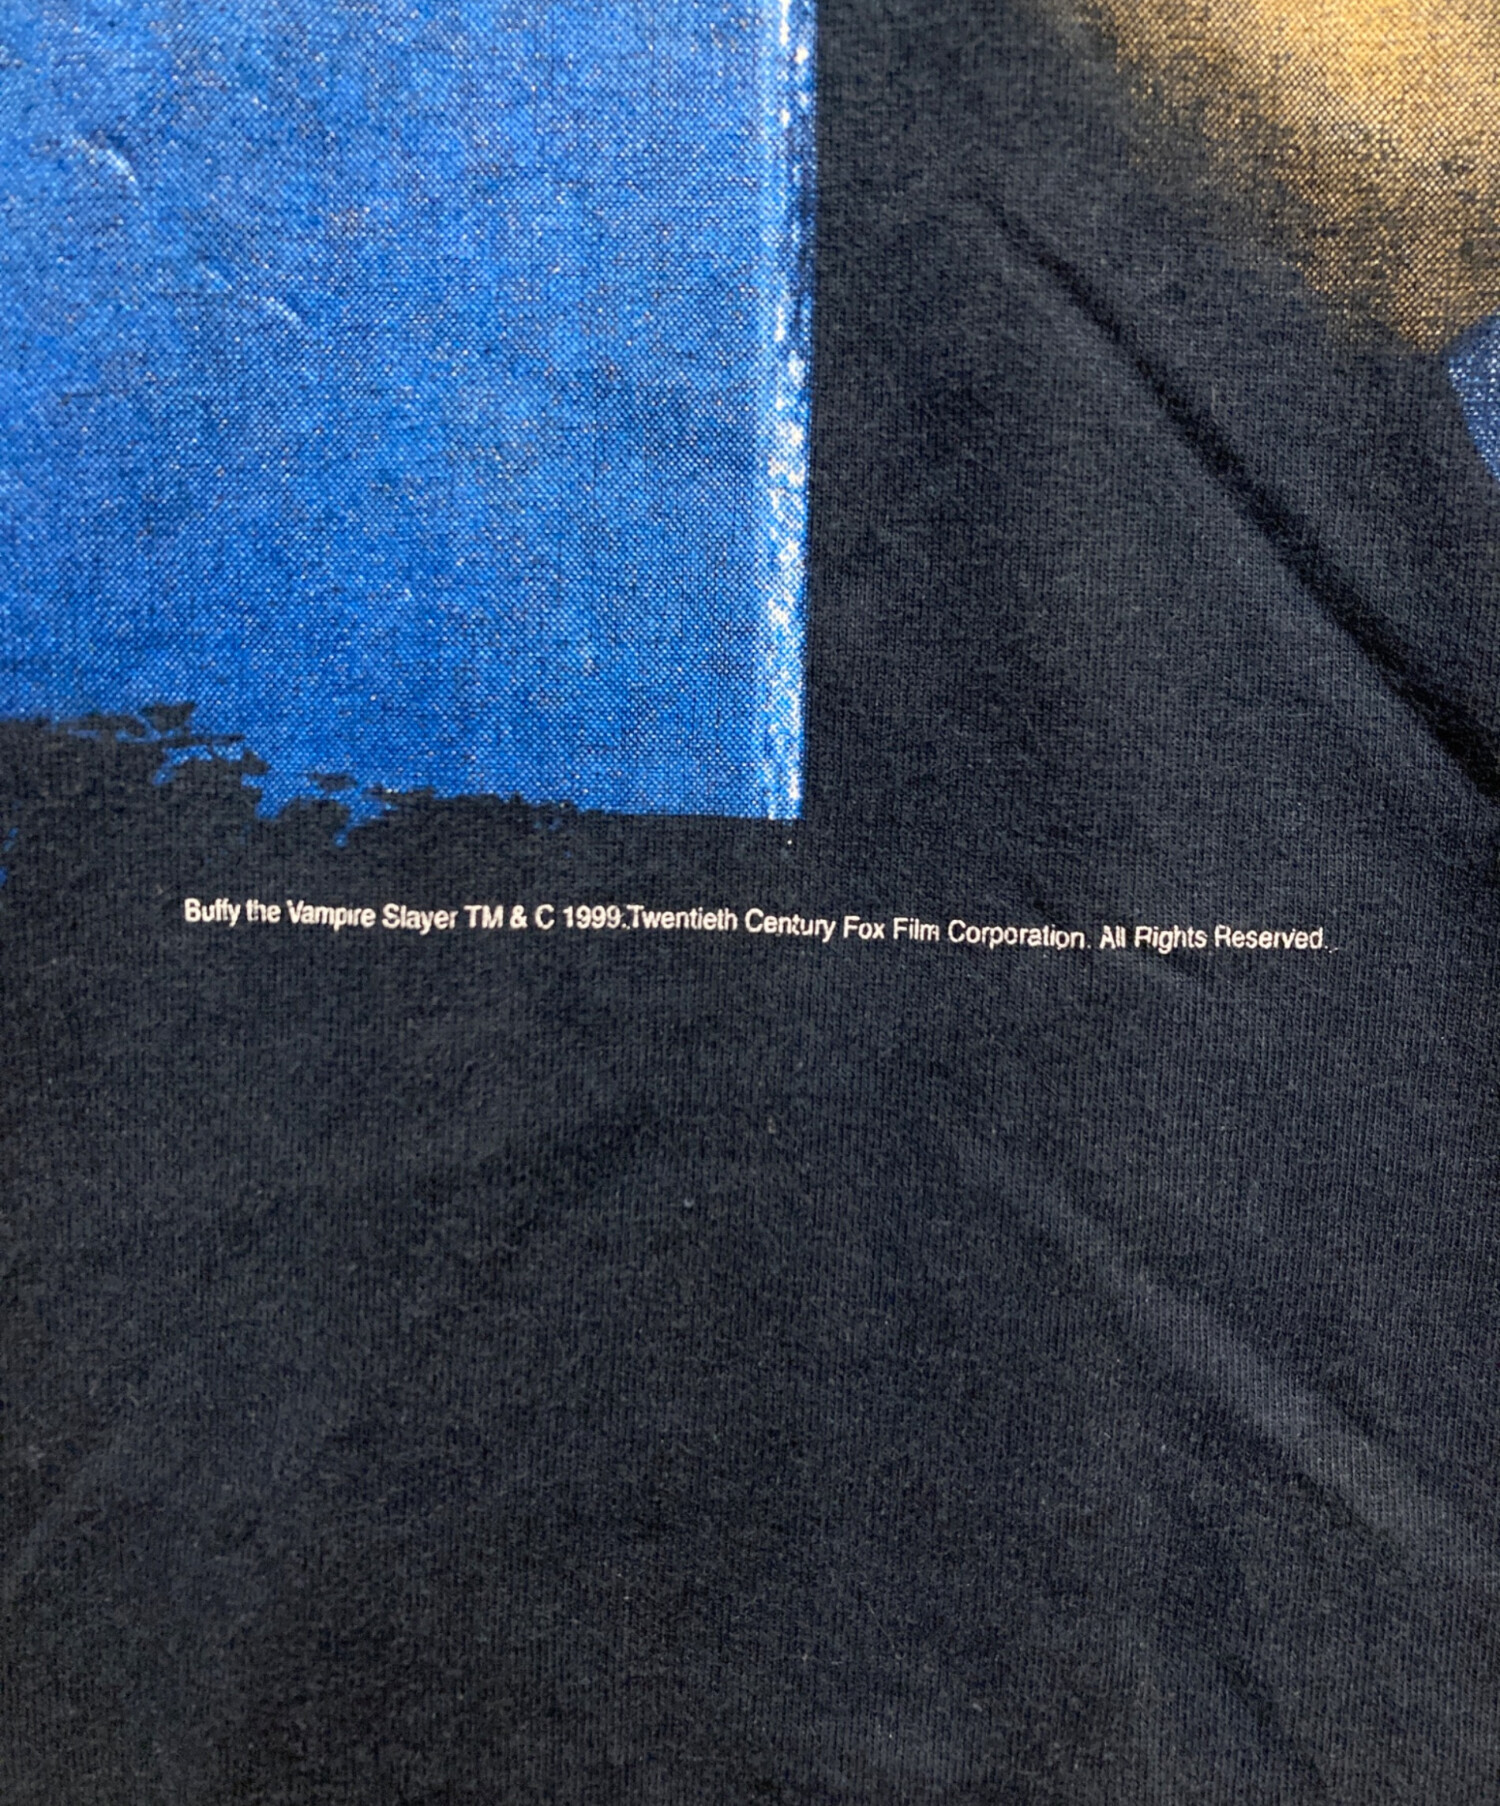 Buffy the Vampire Slayer TM & C 1999. Twentieth Century Fox Film Corporation. All Rights Reserved.